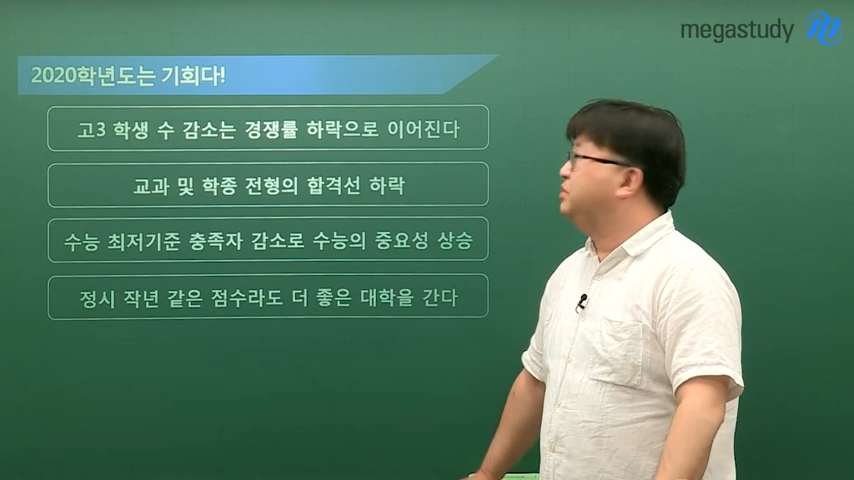 megastudy
2020학년도는 기회다!
고3 학생 수 감소는 경쟁률 하락으로 이어진다
교과 및 학종 전형의 합격선 하락
수능 최저기준 충족자 감소로 수능의 중요성 상승
정시 작년 같은 점수라도 더 좋은 대학을 간다